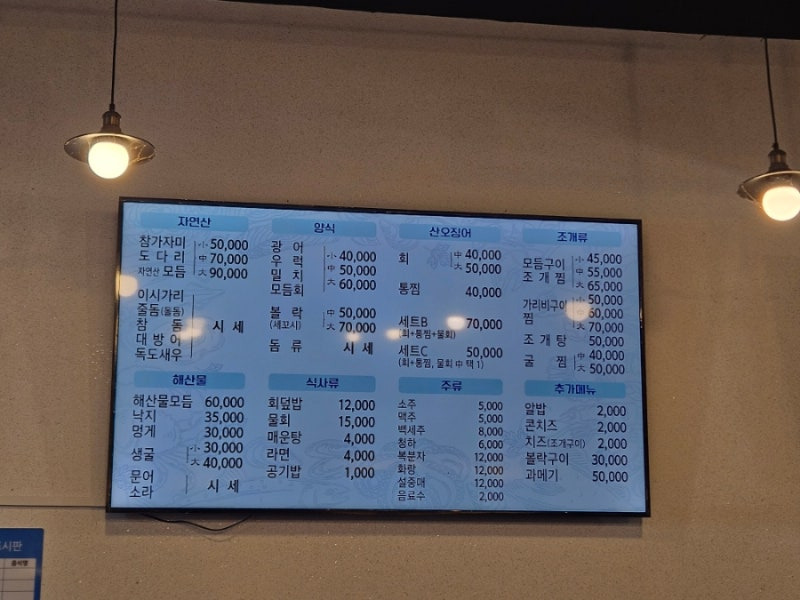 자연산
참가자미 小 50,000
도다리 中 70,000
자연산 모듬 大 90,000
이시가리
줄돔(돌돔)
참 돔 시 세
대 방 어
독도새우
양식
광 어 小 40,000
우 럭 中 50,000
밀 치 大 60,000
모듬회
볼 락 中 50,000
(세꼬시) 大 70,000
돔 류 시 세
산오징어
회 中 40,000
大 50,000
통찜 40,000
세트B 70,000
(회+통찜+물회)
세트C 50,000
(회+통찜, 물회 中 택 1)
조개류
모듬구이 小 45,000
조 개 찜 中 55,000
大 65,000
가리비구이 小 50,000
찜 中 60,000
大 70,000
조 개 탕 50,000
굴 찜 中 40,000
大 50,000
해산물
해산물모듬 60,000
낙지 35,000
멍게 30,000
생굴 小 30,000
大 40,000
문어 시 세
소라
식사류
회덮밥 12,000
물회 15,000
매운탕 4,000
라면 4,000
공기밥 1,000
주류
소주 5,000
맥주 5,000
백세주 8,000
청하 6,000
복분자 12,000
화랑 12,000
설중매 12,000
음료수 2,000
추가메뉴
알밥 2,000
콘치즈 2,000
치즈(조개구이) 2,000
볼락구이 30,000
과메기 50,000